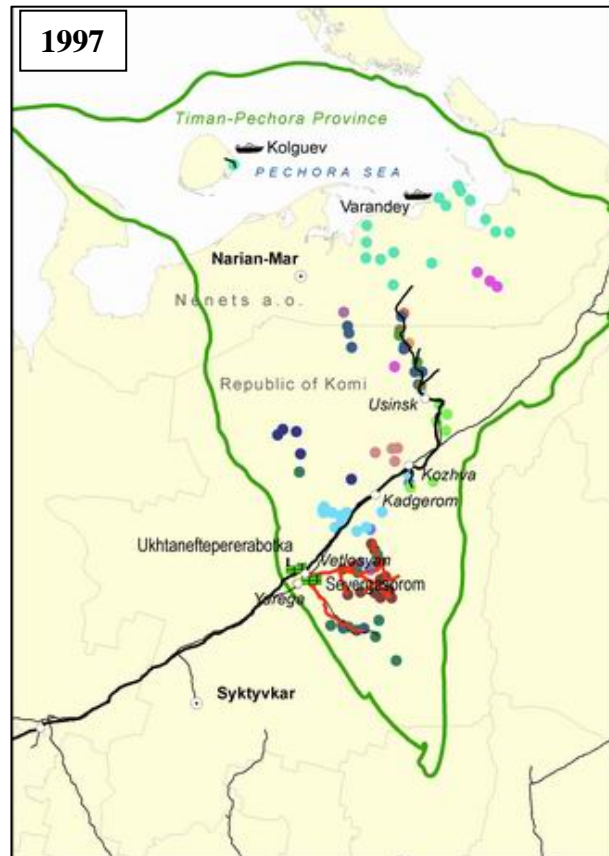 1997
Timan-Pechora Province
Kolguev
PECHORA SEA
Varandey
Narian-Mar
Nenets a.o.
Republic of Komi
Usinsk
Kozhva
Kadgerom
Ukhtaneftepererabotka
Vetlosyan
Severgasprom
Yarega
Syktyvkar